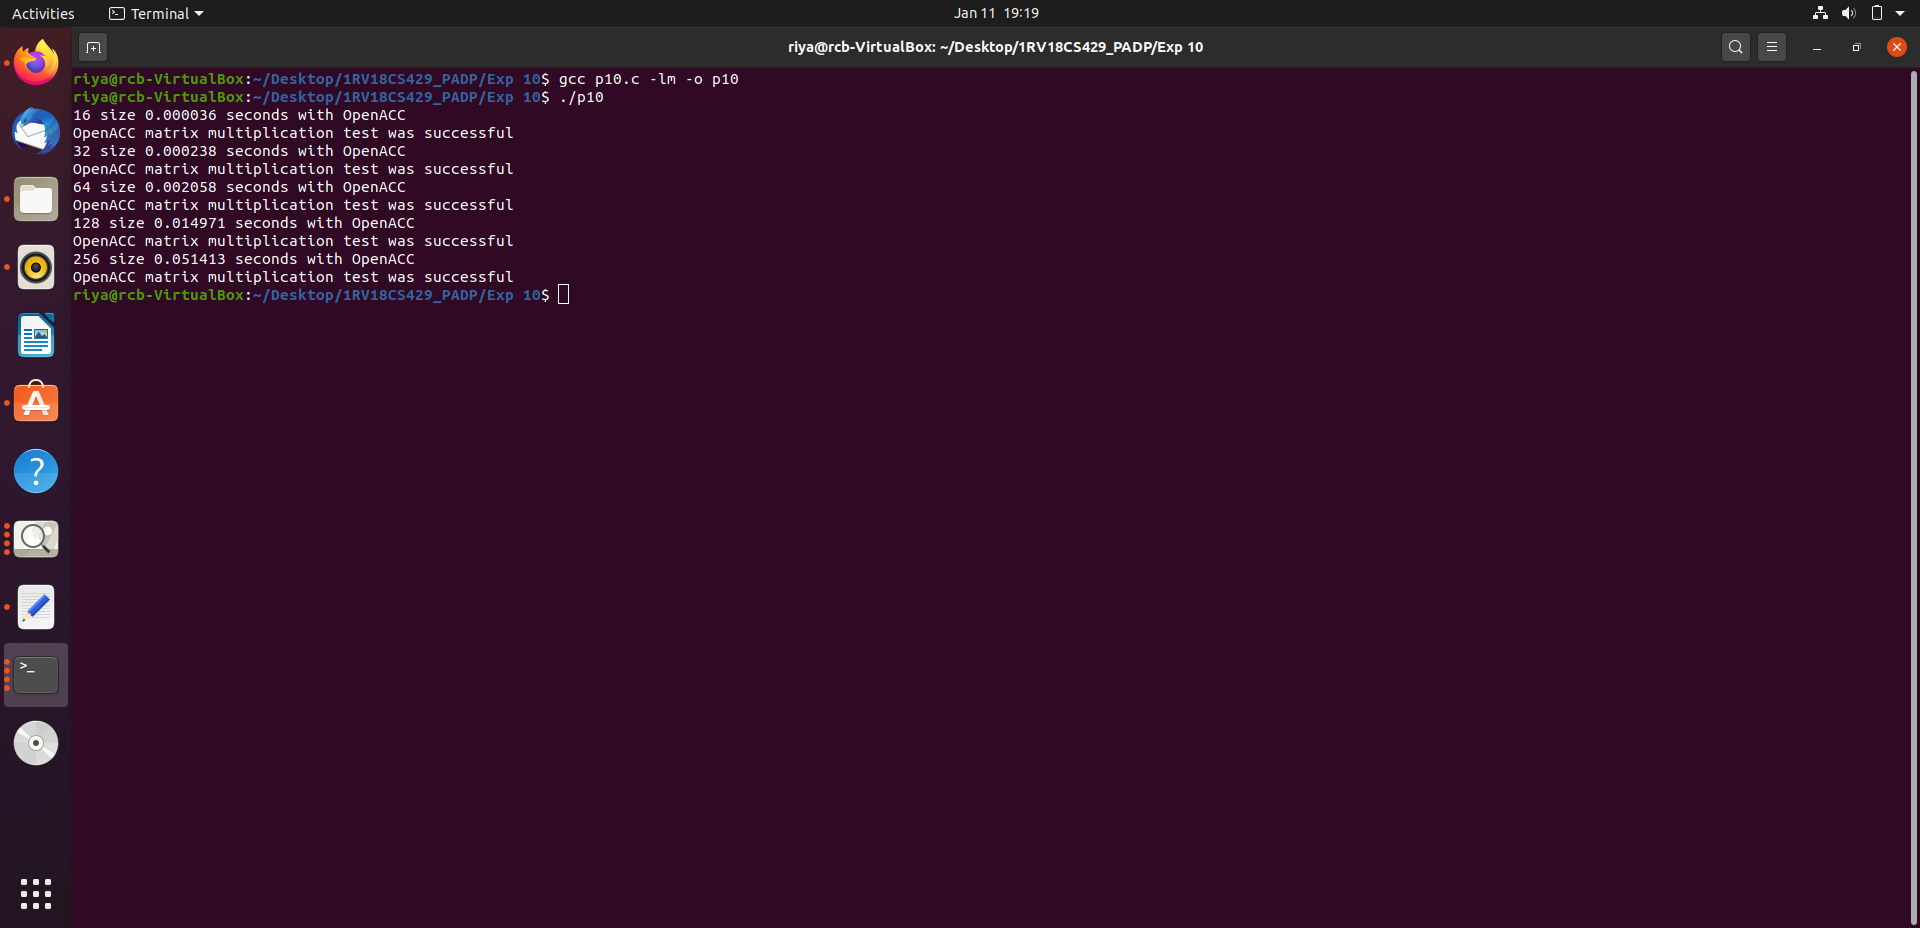 Activities Terminal Jan 11 19:19
riya@rcb-VirtualBox: ~/Desktop/1RV18CS429_PADP/Exp 10
riya@rcb-VirtualBox:~/Desktop/1RV18CS429_PADP/Exp 10$ gcc p10.c -lm -o p10
riya@rcb-VirtualBox:~/Desktop/1RV18CS429_PADP/Exp 10$ ./p10
16 size 0.000036 seconds with OpenACC
OpenACC matrix multiplication test was successful
32 size 0.000238 seconds with OpenACC
OpenACC matrix multiplication test was successful
64 size 0.002058 seconds with OpenACC
OpenACC matrix multiplication test was successful
128 size 0.014971 seconds with OpenACC
OpenACC matrix multiplication test was successful
256 size 0.051413 seconds with OpenACC
OpenACC matrix multiplication test was successful
riya@rcb-VirtualBox:~/Desktop/1RV18CS429_PADP/Exp 10$